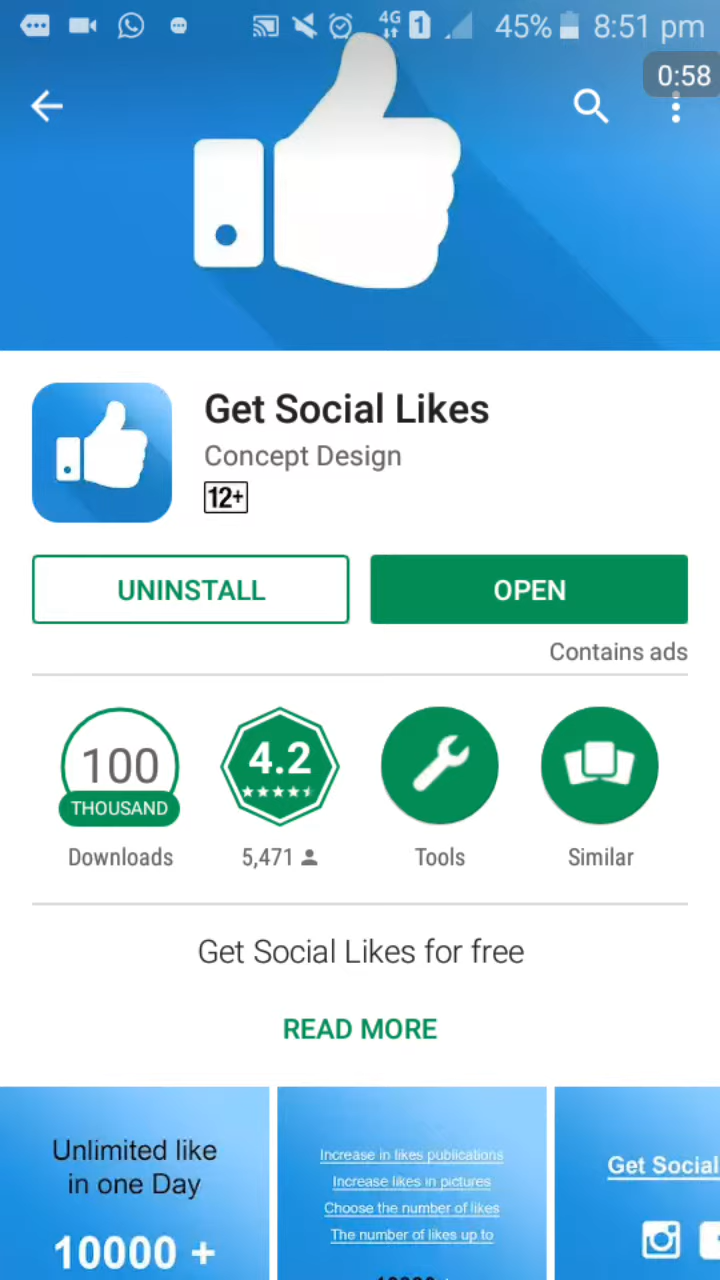 4G 1 45% 8:51 pm
0:58
Get Social Likes
Concept Design
12+
UNINSTALL
OPEN
Contains ads
100
THOUSAND
4.2
Downloads
5,471
Tools
Similar
Get Social Likes for free
READ MORE
Unlimited like
in one Day
10000 +
Increase in likes publications
Increase likes in pictures
Choose the number of likes
The number of likes up to
Get Social